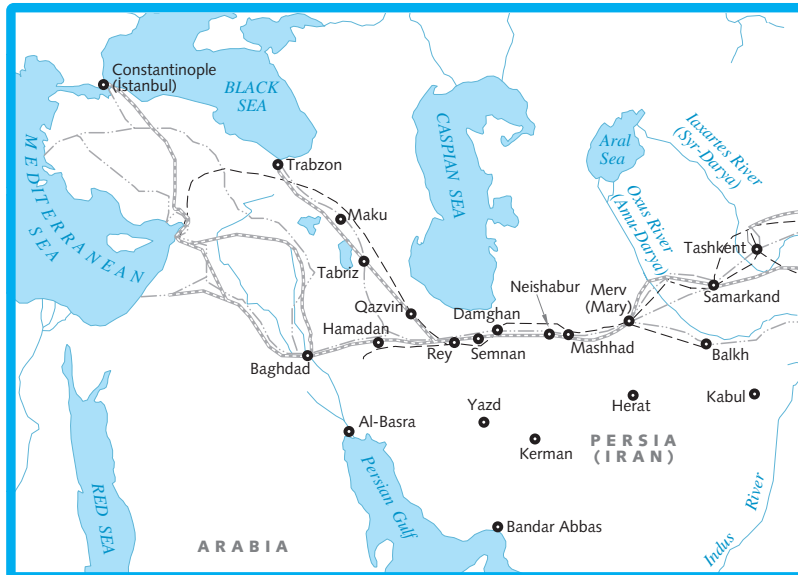 Constantinople
(İstanbul)
BLACK
SEA
CASPIAN SEA
Aral
Sea
Iaxartes River
(Syr-Darya)
Oxus River
(Amu-Darya)
MEDITERRANEAN
SEA
Trabzon
Maku
Tabriz
Tashkent
Samarkand
Merv
(Mary)
Neishabur
Damghan
Qazvin
Hamadan
Rey
Semnan
Mashhad
Balkh
Baghdad
Al-Basra
Yazd
Kerman
Herat
Kabul
PERSIA
(IRAN)
RED SEA
Persian Gulf
Bandar Abbas
ARABIA
Indus
River